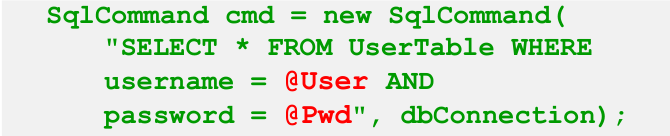 SqlCommand cmd = new SqlCommand(
"SELECT * FROM UserTable WHERE
username = @User AND
password = @Pwd", dbConnection);